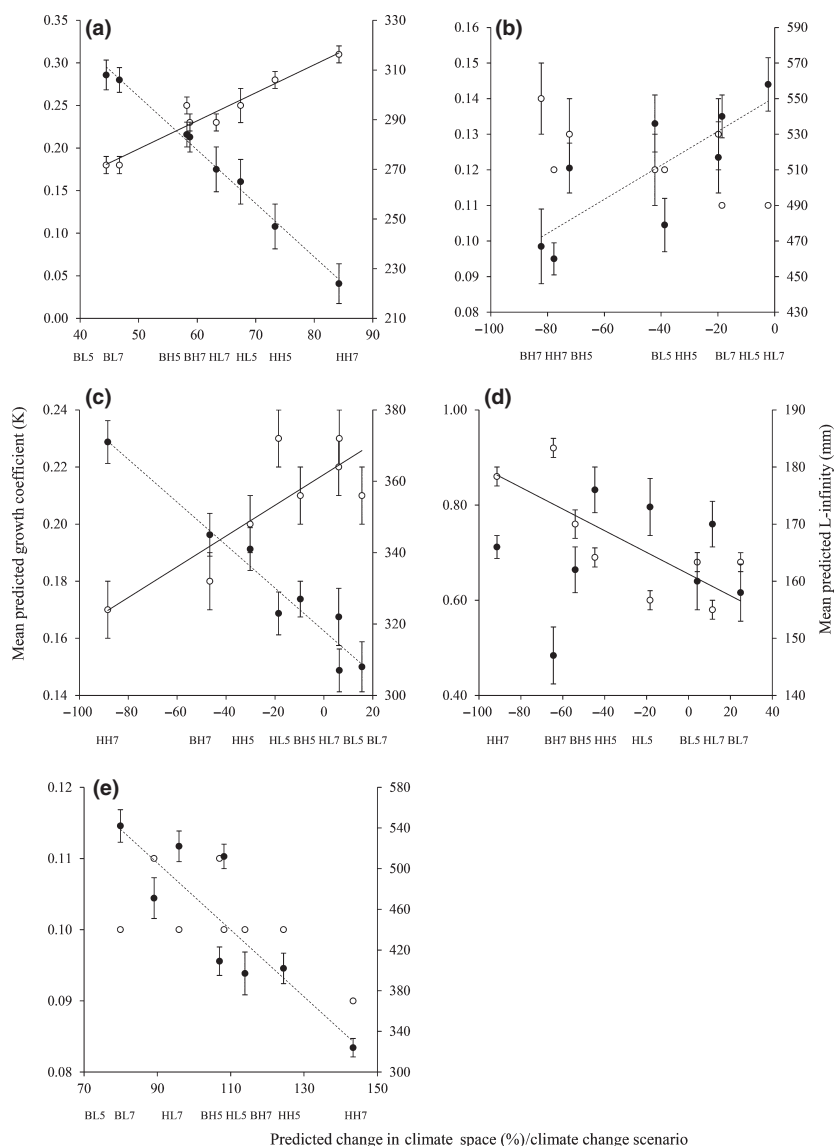 (a)
0.35 330
0.30 310
0.25
290
0.20
270
0.15
250
0.10
0.05 230
0.00 210
40 50 60 70 80 90
BL5 BL7 BH5 BH7 HL7 HL5 HH5 HH7
(b)
0.16 590
0.15 570
550
0.14
530
0.13
510
0.12
490
0.11
470
0.10
450
0.09
0.08 430
−100 −80 −60 −40 −20 0
BH7 HH7 BH5 BL5 HH5 BL7 HL5 HL7
(c)
0.24 380
0.22 360
0.20
340
0.18
320
0.16
0.14 300
−100 −80 −60 −40 −20 0 20
HH7 BH7 HH5 HL5 BH5 HL7 BL5 BL7
(d)
1.00 190
180
0.80
170
160
0.60
150
0.40 140
−100 −80 −60 −40 −20 0 20 40
HH7 BH7 BH5 HH5 HL5 BL5 HL7 BL7
Mean predicted growth coefficient (K)
Mean predicted L-infinity (mm)
(e)
0.12 580
540
0.11
500
460
0.10
420
380
0.09
340
0.08 300
70 90 110 130 150
BL5 BL7 HL7 BH5 HL5 BH7 HH5 HH7
Predicted change in climate space (%)/climate change scenario